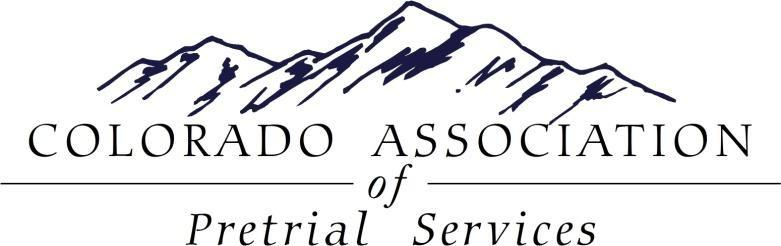 COLORADO ASSOCIATION
of
Pretrial Services